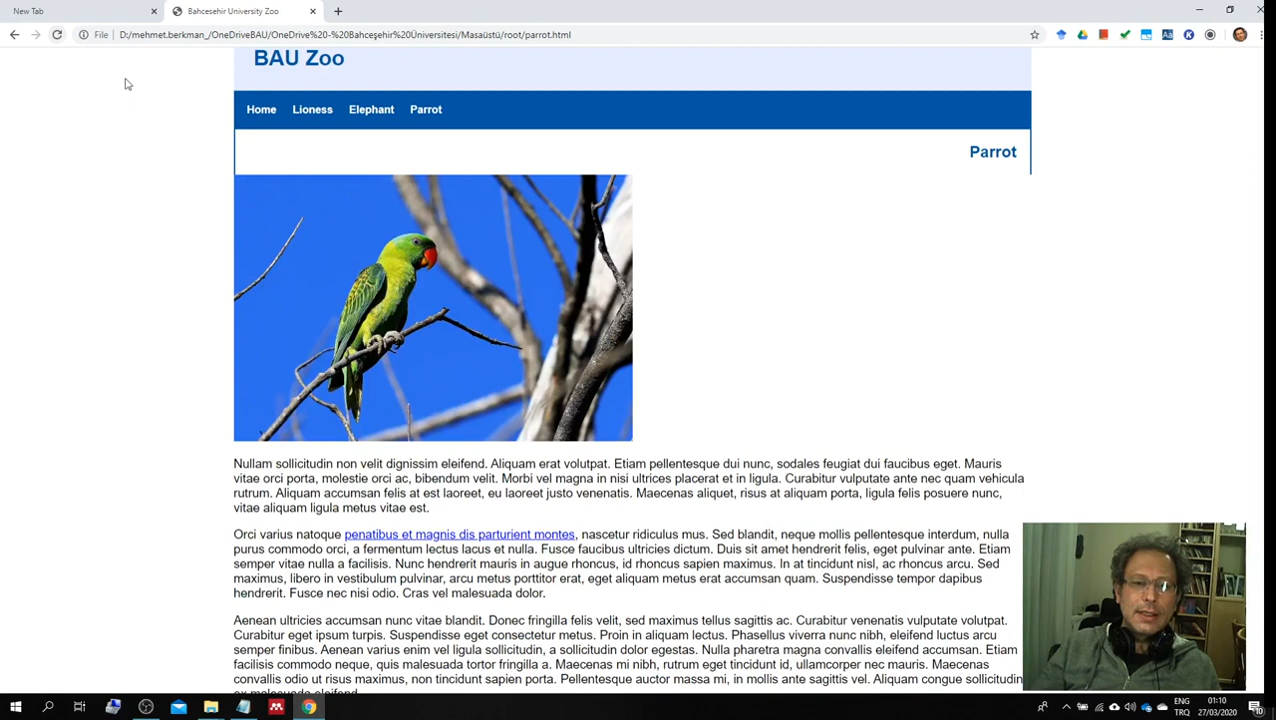 New Tab
Bahcesehir University Zoo
File
D:/mehmet.berkman_/OneDriveBAU/OneDrive%20-%20Bahçeşehir%20Üniversitesi/Masaüstü/root/parrot.html
BAU Zoo
Home Lioness Elephant Parrot
Parrot
Nullam sollicitudin non velit dignissim eleifend. Aliquam erat volutpat. Etiam pellentesque dui nunc, sodales feugiat dui faucibus eget. Mauris
vitae orci porta, molestie orci ac, bibendum velit. Morbi vel magna in nisi ultrices placerat et in ligula. Curabitur vulputate ante nec quam vehicula
rutrum. Aliquam accumsan felis at est laoreet, eu laoreet justo venenatis. Maecenas aliquet, risus at aliquam porta, ligula felis posuere nunc,
vitae aliquam ligula metus vitae est.
Orci varius natoque penatibus et magnis dis parturient montes, nascetur ridiculus mus. Sed blandit, neque mollis pellentesque interdum, nulla
purus commodo orci, a fermentum lectus lacus et nulla. Fusce faucibus ultricies dictum. Duis sit amet hendrerit felis, eget pulvinar ante. Etiam
semper vitae nulla a facilisis. Nunc hendrerit mauris in augue rhoncus, id rhoncus sapien maximus. In at tincidunt nisl, ac rhoncus arcu. Sed
maximus, libero in vestibulum pulvinar, arcu metus porttitor erat, eget aliquam metus erat accumsan quam. Suspendisse tempor dapibus
hendrerit. Fusce nec nisi odio. Cras vel malesuada dolor.
Aenean ultricies accumsan nunc vitae blandit. Donec fringilla felis velit, sed maximus tellus sagittis ac. Curabitur venenatis vulputate volutpat.
Curabitur eget ipsum turpis. Suspendisse eget consectetur metus. Proin in aliquam lectus. Phasellus viverra nunc nibh, eleifend luctus arcu
semper finibus. Aenean varius enim vel ligula sollicitudin, a sollicitudin dolor egestas. Nulla pharetra magna convallis eleifend accumsan. Etiam
facilisis commodo neque, quis malesuada tortor fringilla a. Maecenas mi nibh, rutrum eget tincidunt id, ullamcorper nec mauris. Maecenas
convallis odio ut risus maximus, non tincidunt sapien porta. Pellentesque auctor massa mi, in mollis ante sagittis vel. Aliquam congue sollicitudin
ex malesuada eleifend.
ENG
TRQ
01:10
27/03/2020